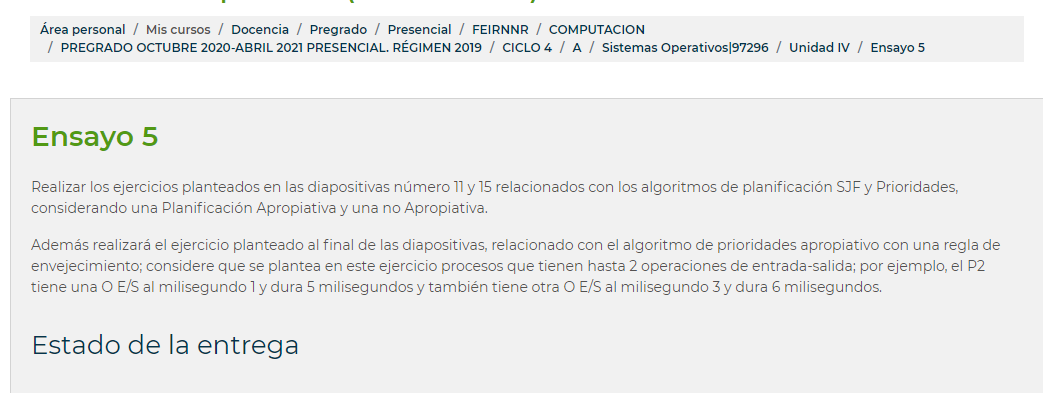 Área personal / Mis cursos / Docencia / Pregrado / Presencial / FEIRNNR / COMPUTACION
/ PREGRADO OCTUBRE 2020-ABRIL 2021 PRESENCIAL. RÉGIMEN 2019 / CICLO 4 / A / Sistemas Operativos|97296 / Unidad IV / Ensayo 5
Ensayo 5
Realizar los ejercicios planteados en las diapositivas número 11 y 15 relacionados con los algoritmos de planificación SJF y Prioridades,
considerando una Planificación Apropiativa y una no Apropiativa.
Además realizará el ejercicio planteado al final de las diapositivas, relacionado con el algoritmo de prioridades apropiativo con una regla de
envejecimiento; considere que se plantea en este ejercicio procesos que tienen hasta 2 operaciones de entrada-salida; por ejemplo, el P2
tiene una O E/S al milisegundo 1 y dura 5 milisegundos y también tiene otra O E/S al milisegundo 3 y dura 6 milisegundos.
Estado de la entrega